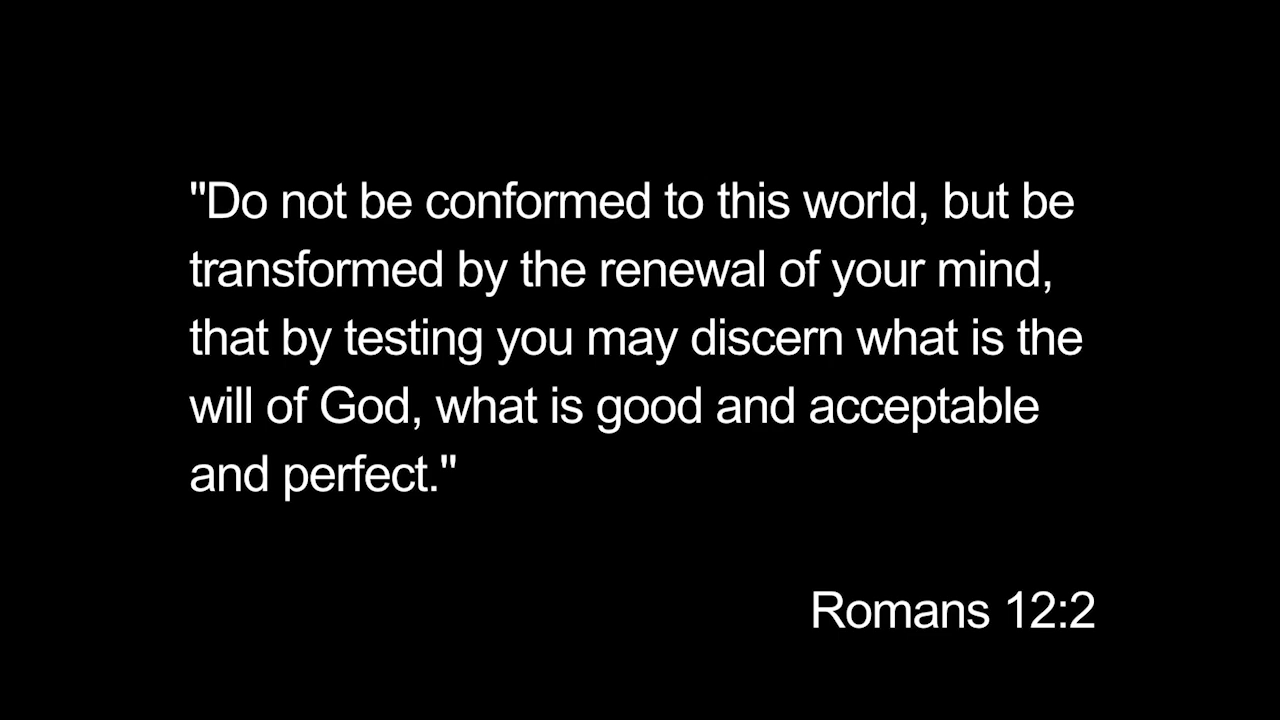 "Do not be conformed to this world, but be
transformed by the renewal of your mind,
that by testing you may discern what is the
will of God, what is good and acceptable
and perfect."
Romans 12:2